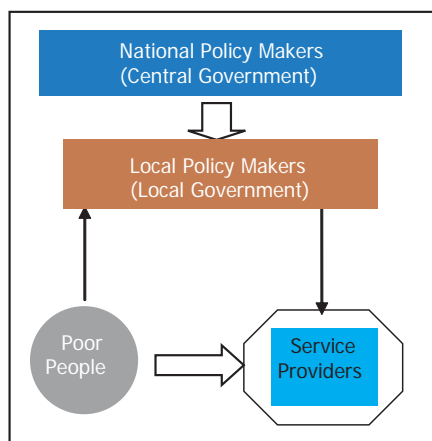 National Policy Makers
(Central Government)
Local Policy Makers
(Local Government)
Poor
People
Service
Providers